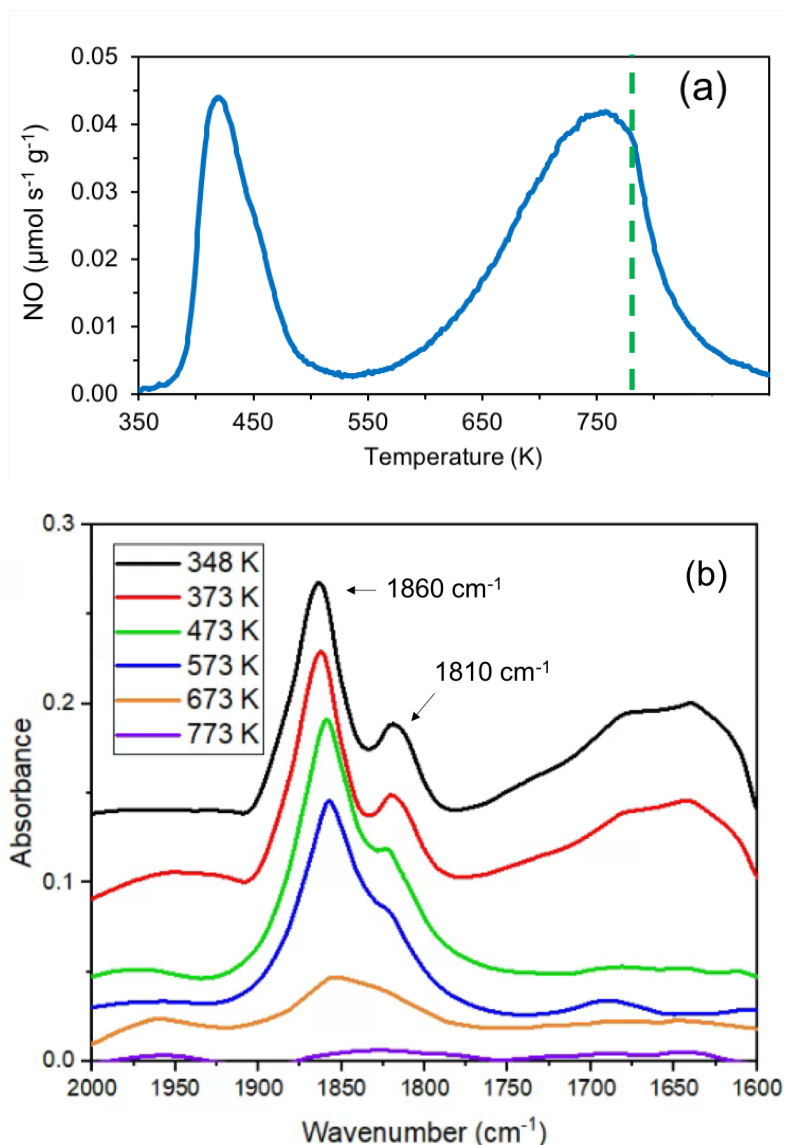 (a)
NO (μmol s⁻¹ g⁻¹)
0.05
0.04
0.03
0.02
0.01
0.00
350 450 550 650 750
Temperature (K)
(b)
348 K
373 K
473 K
573 K
673 K
773 K
1860 cm⁻¹
1810 cm⁻¹
Absorbance
0.3
0.2
0.1
0.0
2000 1950 1900 1850 1800 1750 1700 1650 1600
Wavenumber (cm⁻¹)